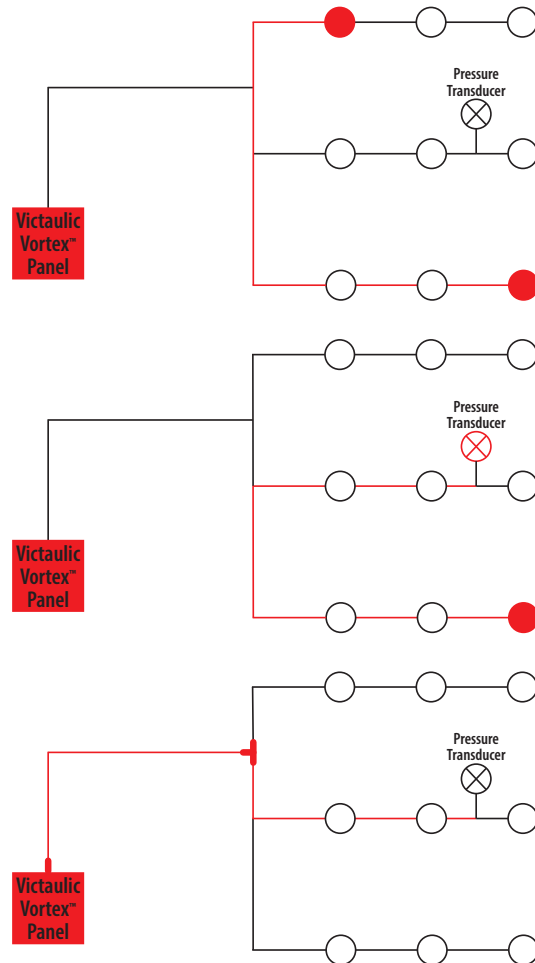 Pressure
Transducer
Victaulic
Vortex™
Panel
Pressure
Transducer
Victaulic
Vortex™
Panel
Pressure
Transducer
Victaulic
Vortex™
Panel